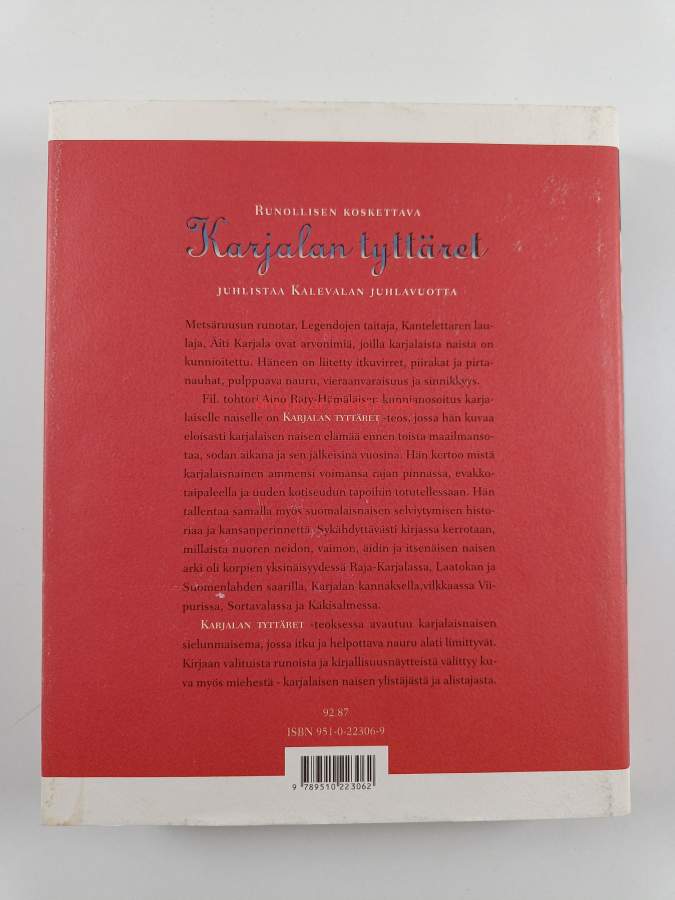 Runollisen koskettava
Karjalan tyttäret
juhlistaa Kalevalan juhlavuotta
Metsäruusun runotar, Legendojen taitaja, Kantelettaren lau-
laja, Äiti Karjala ovat arvonimiä, joilla karjalaista naista on
kunnioitettu. Häneen on liitetty itkuvirret, piirakat ja pirta-
nauhat, pulppuava nauru, vieraanvaraisuus ja sinnikkyys.
Fil. tohtori Aino Räty-Hämäläisen kunnianosoitus karja-
laiselle naiselle on Karjalan tyttäret -teos, jossa hän kuvaa
eloisasti karjalaisen naisen elämää ennen toista maailmanso-
taa, sodan aikana ja sen jälkeisinä vuosina. Hän kertoo mistä
karjalaisnainen ammensi voimansa rajan pinnassa, evakko-
taipaleella ja uuden kotiseudun tapoihin totutellessaan. Hän
tallentaa samalla myös suomalaisnaisen selviytymisen histo-
riaa ja kansanperinnettä. Sykähdyttävästi kirjassa kerrotaan,
millaista nuoren neidon, vaimon, äidin ja itsenäisen naisen
arki oli korpien yksinäisyydessä Raja-Karjalassa, Laatokan ja
Suomenlahden saarilla, Karjalan kannaksella, vilkkaassa Vii-
purissa, Sortavalassa ja Käkisalmessa.
Karjalan tyttäret -teoksessa avautuu karjalaisnaisen
sielunmaisema, jossa itku ja helpottava nauru alati limittyvät.
Kirjaan valituista runoista ja kirjallisuusnäytteistä välittyy ku-
va myös miehestä - karjalaisen naisen ylistäjästä ja alistajasta.
92.87
ISBN 951-0-22306-9
9 789510 223062